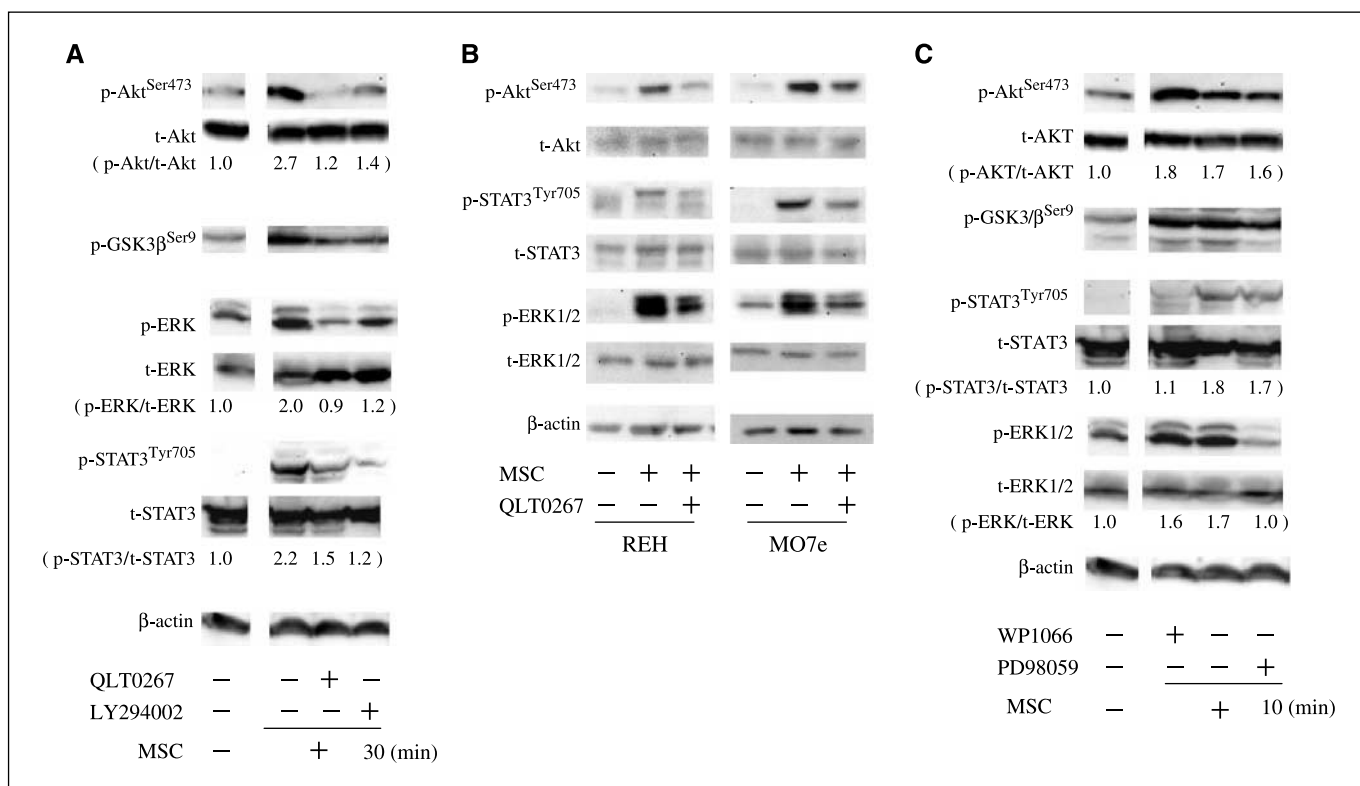 A
p-Akt^Ser473
t-Akt
( p-Akt/t-Akt 1.0 2.7 1.2 1.4 )
p-GSK3β^Ser9
p-ERK
t-ERK
( p-ERK/t-ERK 1.0 2.0 0.9 1.2 )
p-STAT3^Tyr705
t-STAT3
( p-STAT3/t-STAT3 1.0 2.2 1.5 1.2 )
β-actin
QLT0267 – – + –
LY294002 – – – +
MSC – + 30 (min)
B
p-Akt^Ser473
t-Akt
p-STAT3^Tyr705
t-STAT3
p-ERK1/2
t-ERK1/2
β-actin
MSC – + + – + +
QLT0267 – – + – – +
REH MO7e
C
p-Akt^Ser473
t-AKT
( p-AKT/t-AKT 1.0 1.8 1.7 1.6 )
p-GSK3/β^Ser9
p-STAT3^Tyr705
t-STAT3
( p-STAT3/t-STAT3 1.0 1.1 1.8 1.7 )
p-ERK1/2
t-ERK1/2
( p-ERK/t-ERK 1.0 1.6 1.7 1.0 )
β-actin
WP1066 – + – –
PD98059 – – – +
MSC – + 10 (min)